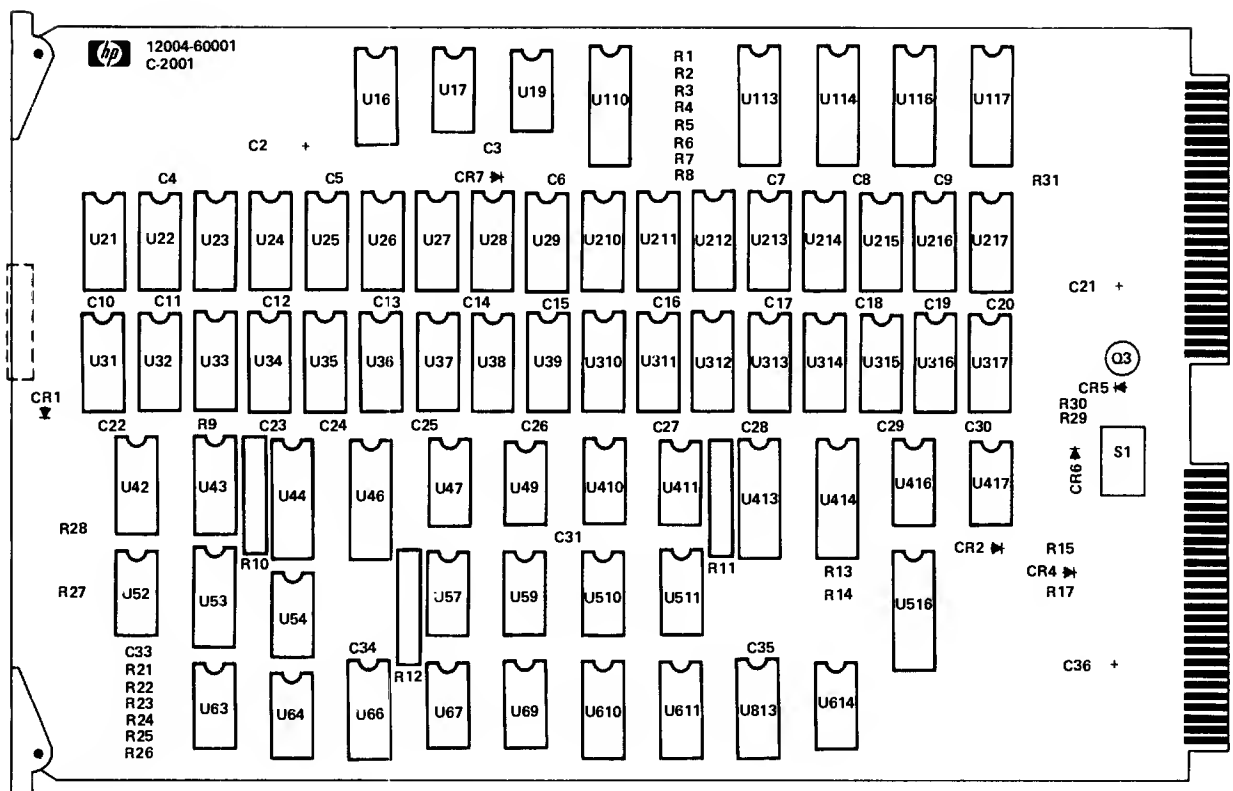 hp
12004-60001
C-2001
U16 U17 U19 U110 U113 U114 U116 U117
R1
R2
R3
R4
R5
R6
R7
R8
C2 +
C3
C4 C5 CR7 C6 C7 C8 C9 R31
U21 U22 U23 U24 U25 U26 U27 U28 U29 U210 U211 U212 U213 U214 U215 U216 U217
C21 +
C10 C11 C12 C13 C14 C15 C16 C17 C18 C19 C20
U31 U32 U33 U34 U35 U36 U37 U38 U39 U310 U311 U312 U313 U314 U315 U316 U317
Q3
CR5
CR1
R30
R29
C22 R9 C23 C24 C25 C26 C27 C28 C29 C30
S1
CR6
U42 U43 U44 U46 U47 U49 U410 U411 U413 U414 U416 U417
R28
C31
CR2 R15
R10 R11 R13 CR4
R27 R14 R17
U52 U53 U54 U57 U59 U510 U511 U516
C33 C34 C35
C36 +
R12
R21
R22
R23
R24
R25
R26
U63 U64 U66 U67 U69 U610 U611 U813 U614